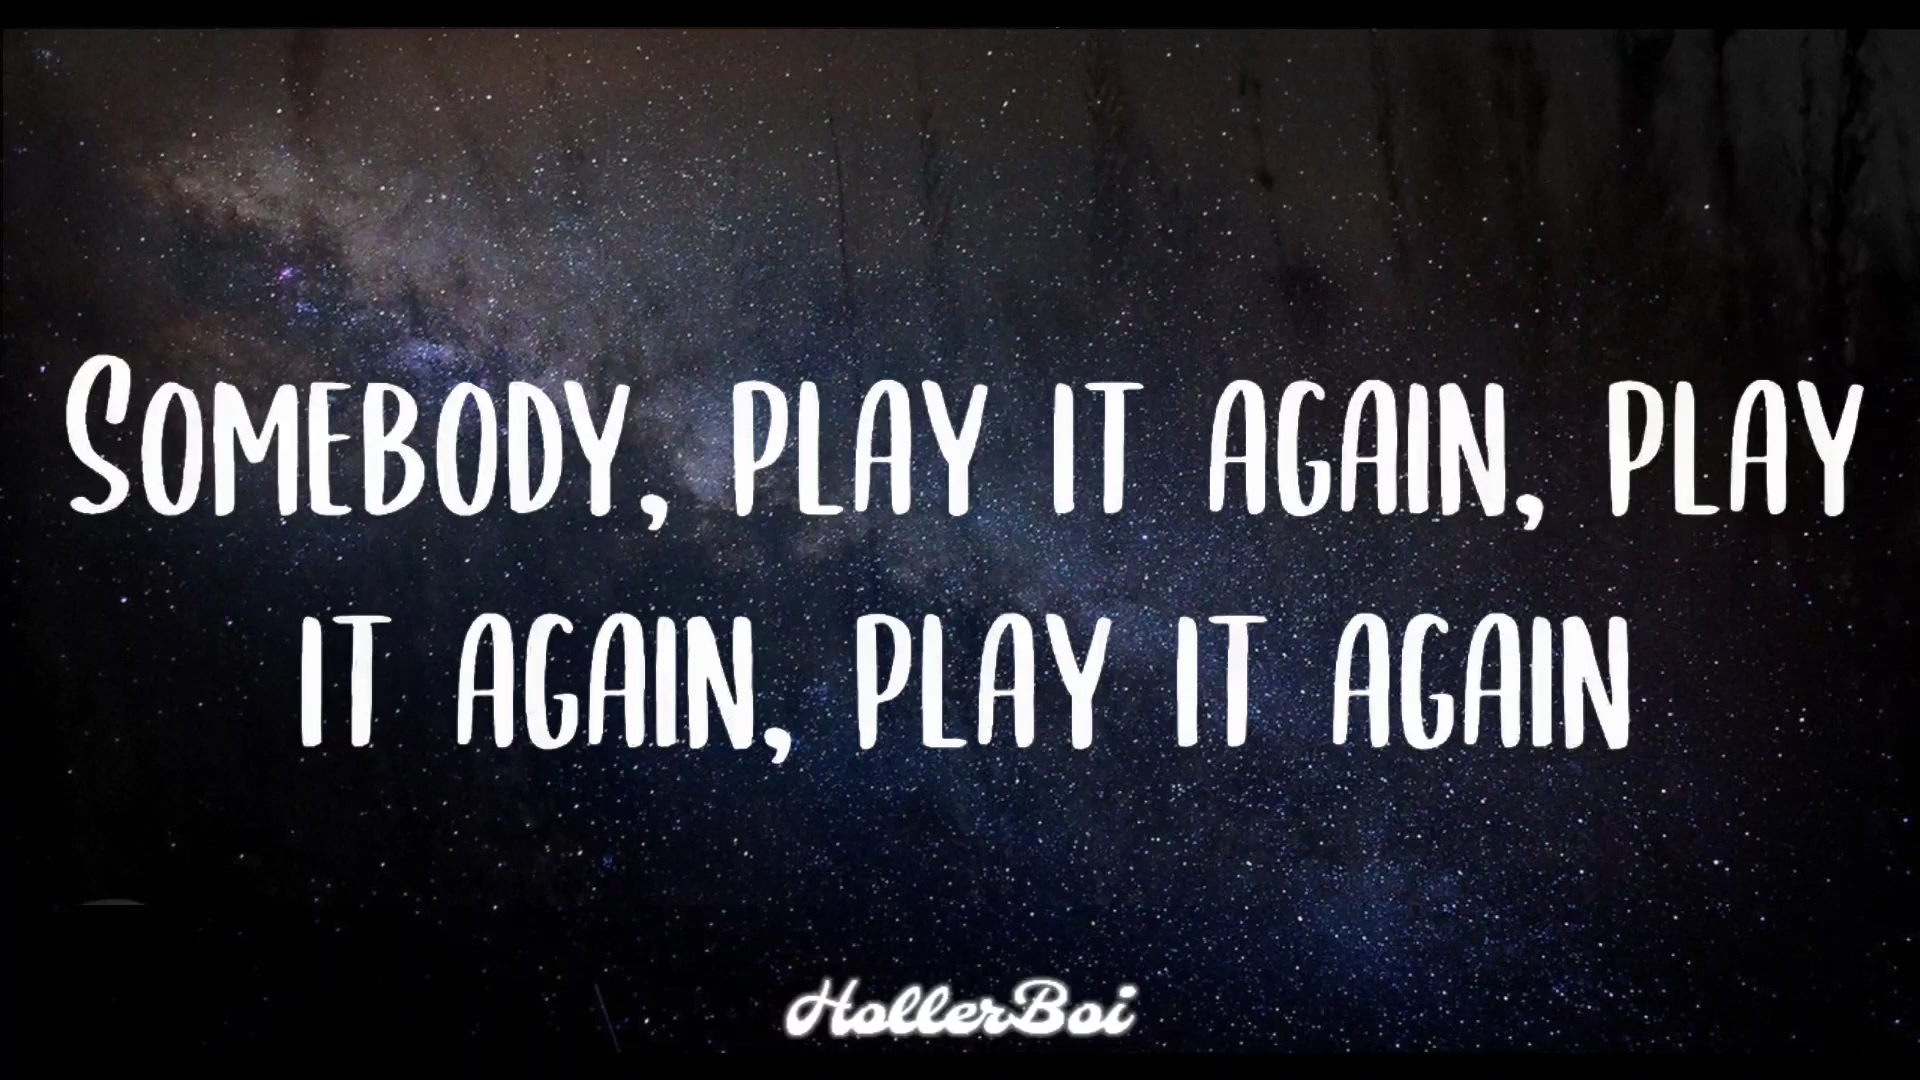 Somebody, play it again, play
it again, play it again
HollerBoi